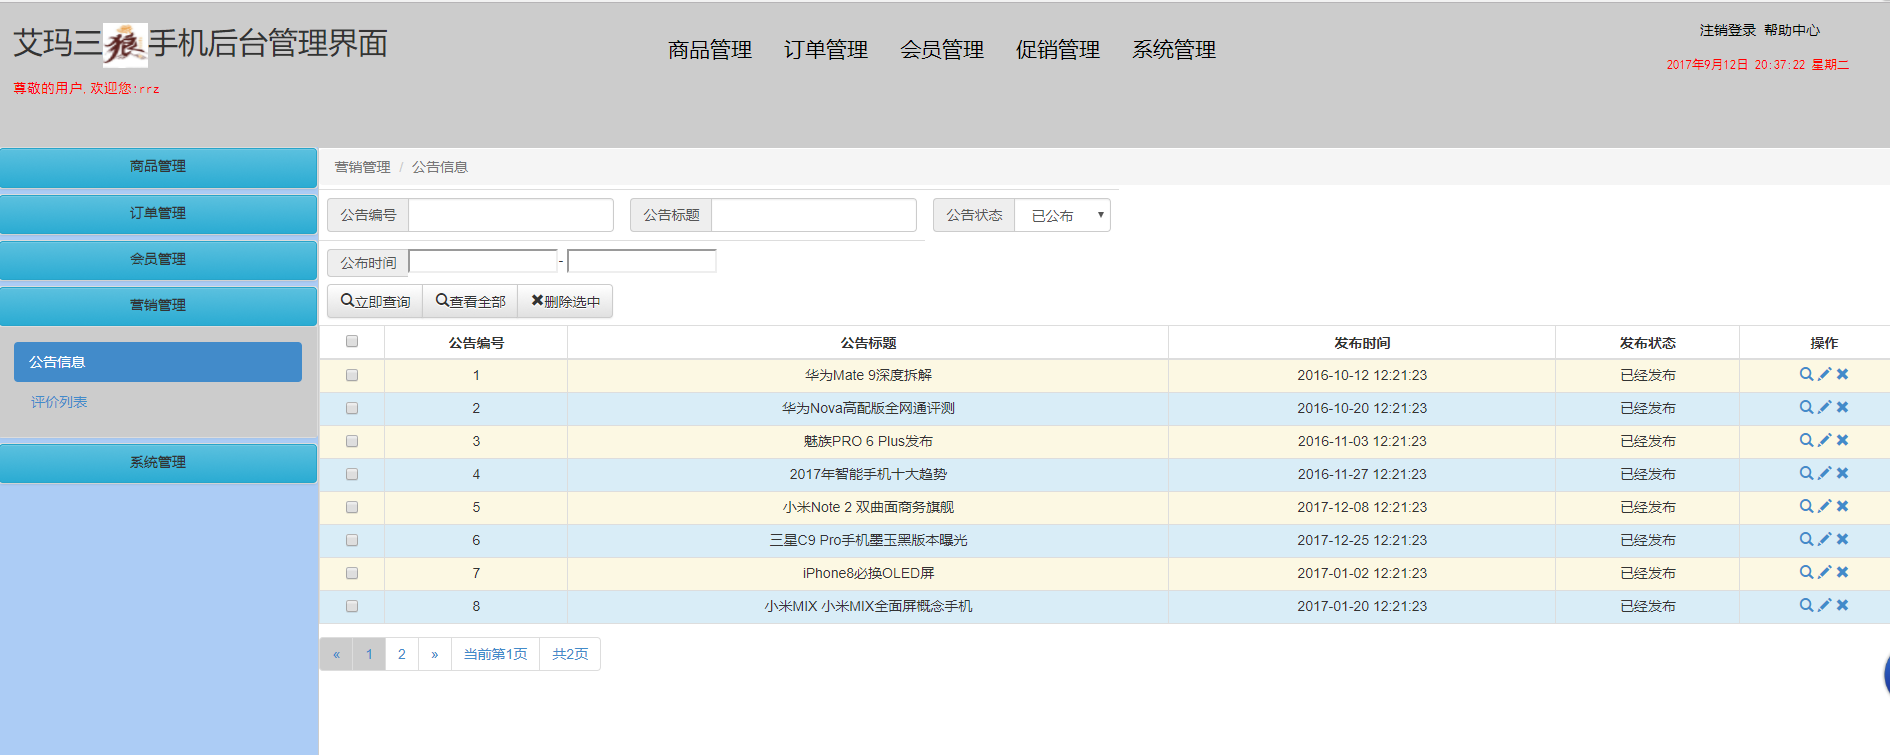 艾玛三狼手机后台管理界面
商品管理 订单管理 会员管理 促销管理 系统管理
注销登录 帮助中心
2017年9月12日 20:37:22 星期二
尊敬的用户,欢迎您:rrz
商品管理
订单管理
会员管理
营销管理
公告信息
评价列表
系统管理
营销管理 / 公告信息
公告编号 公告标题 公告状态 已公布
公布时间 -
立即查询 查看全部 删除选中
公告编号 公告标题 发布时间 发布状态 操作
1 华为Mate 9深度拆解 2016-10-12 12:21:23 已经发布
2 华为Nova高配版全网通评测 2016-10-20 12:21:23 已经发布
3 魅族PRO 6 Plus发布 2016-11-03 12:21:23 已经发布
4 2017年智能手机十大趋势 2016-11-27 12:21:23 已经发布
5 小米Note 2 双曲面商务旗舰 2017-12-08 12:21:23 已经发布
6 三星C9 Pro手机墨玉黑版本曝光 2017-12-25 12:21:23 已经发布
7 iPhone8必换OLED屏 2017-01-02 12:21:23 已经发布
8 小米MIX 小米MIX全面屏概念手机 2017-01-20 12:21:23 已经发布
« 1 2 » 当前第1页 共2页